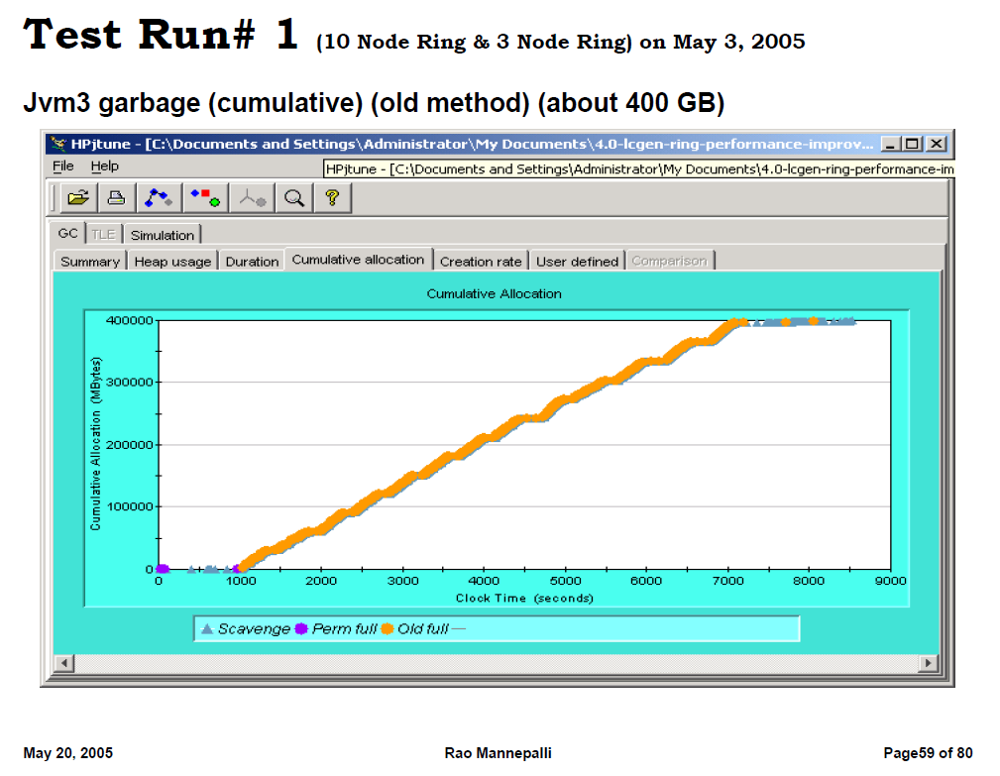 Test Run# 1 (10 Node Ring & 3 Node Ring) on May 3, 2005
Jvm3 garbage (cumulative) (old method) (about 400 GB)
HPjtune - [C:\Documents and Settings\Administrator\My Documents\4.0-lcgen-ring-performance-improv...
File Help
HPjtune - [C:\Documents and Settings\Administrator\My Documents\4.0-lcgen-ring-performance-im
GC TLE Simulation
Summary Heap usage Duration Cumulative allocation Creation rate User defined Comparison
Cumulative Allocation
Cumulative Allocation (MBytes)
400000
300000
200000
100000
0
0 1000 2000 3000 4000 5000 6000 7000 8000 9000
Clock Time (seconds)
Scavenge Perm full Old full
May 20, 2005 Rao Mannepalli Page59 of 80